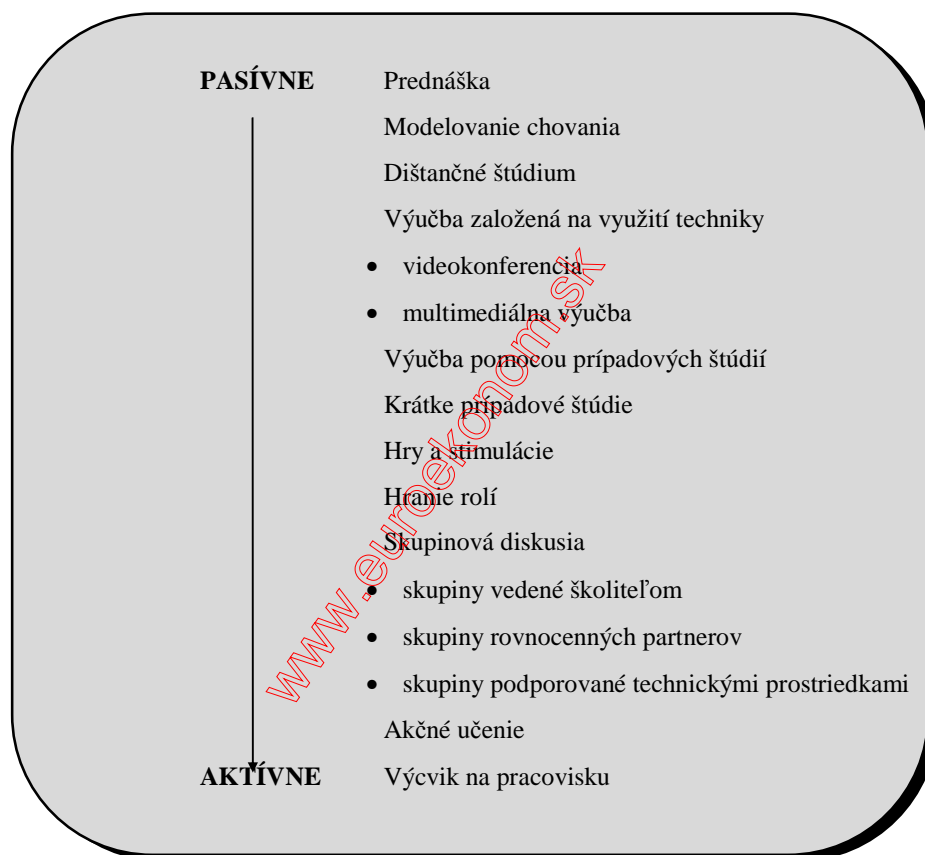 PASÍVNE Prednáška
Modelovanie chovania
Dištančné štúdium
Výučba založená na využití techniky
• videokonferencia
• multimediálna výučba
Výučba pomocou prípadových štúdií
Krátke prípadové štúdie
Hry a stimulácie
Hranie rolí
Skupinová diskusia
• skupiny vedené školiteľom
• skupiny rovnocenných partnerov
• skupiny podporované technickými prostriedkami
Akčné učenie
AKTÍVNE Výcvik na pracovisku
www.euroekonom.sk